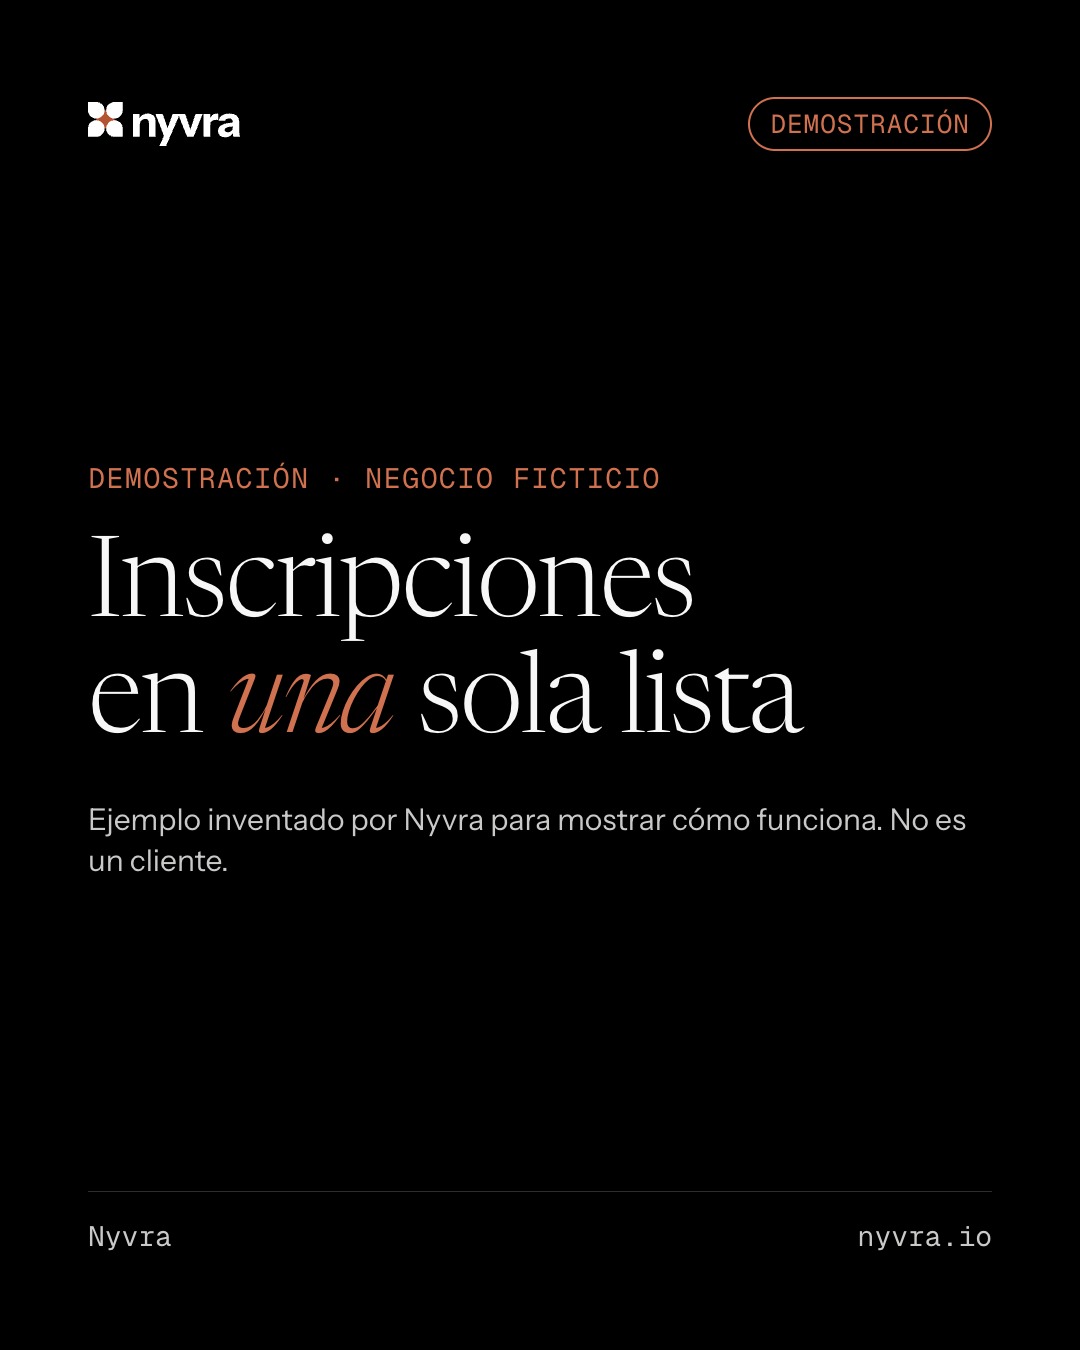 nyvra
DEMOSTRACIÓN
DEMOSTRACIÓN · NEGOCIO FICTICIO
Inscripciones
en una sola lista
Ejemplo inventado por Nyvra para mostrar cómo funciona. No es
un cliente.
Nyvra
nyvra.io